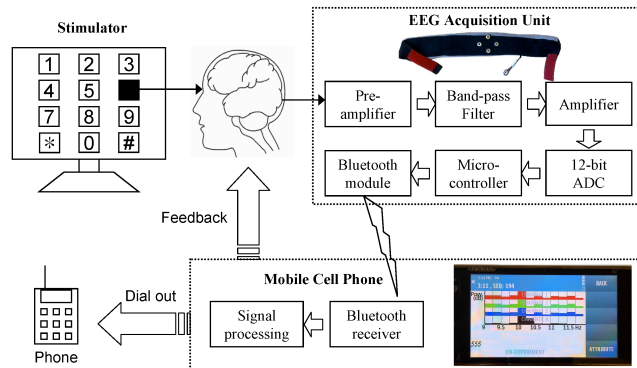 Stimulator
EEG Acquisition Unit
1 2 3
4 5
7 8 9
* 0 #
Pre-
amplifier
Band-pass
Filter
Amplifier
Bluetooth
module
Micro-
controller
12-bit
ADC
Feedback
Mobile Cell Phone
Dial out
Signal
processing
Bluetooth
receiver
Phone
BACK
9 9.5 10 10.5 11 11.5 Hz
555
ATTRIBUTE